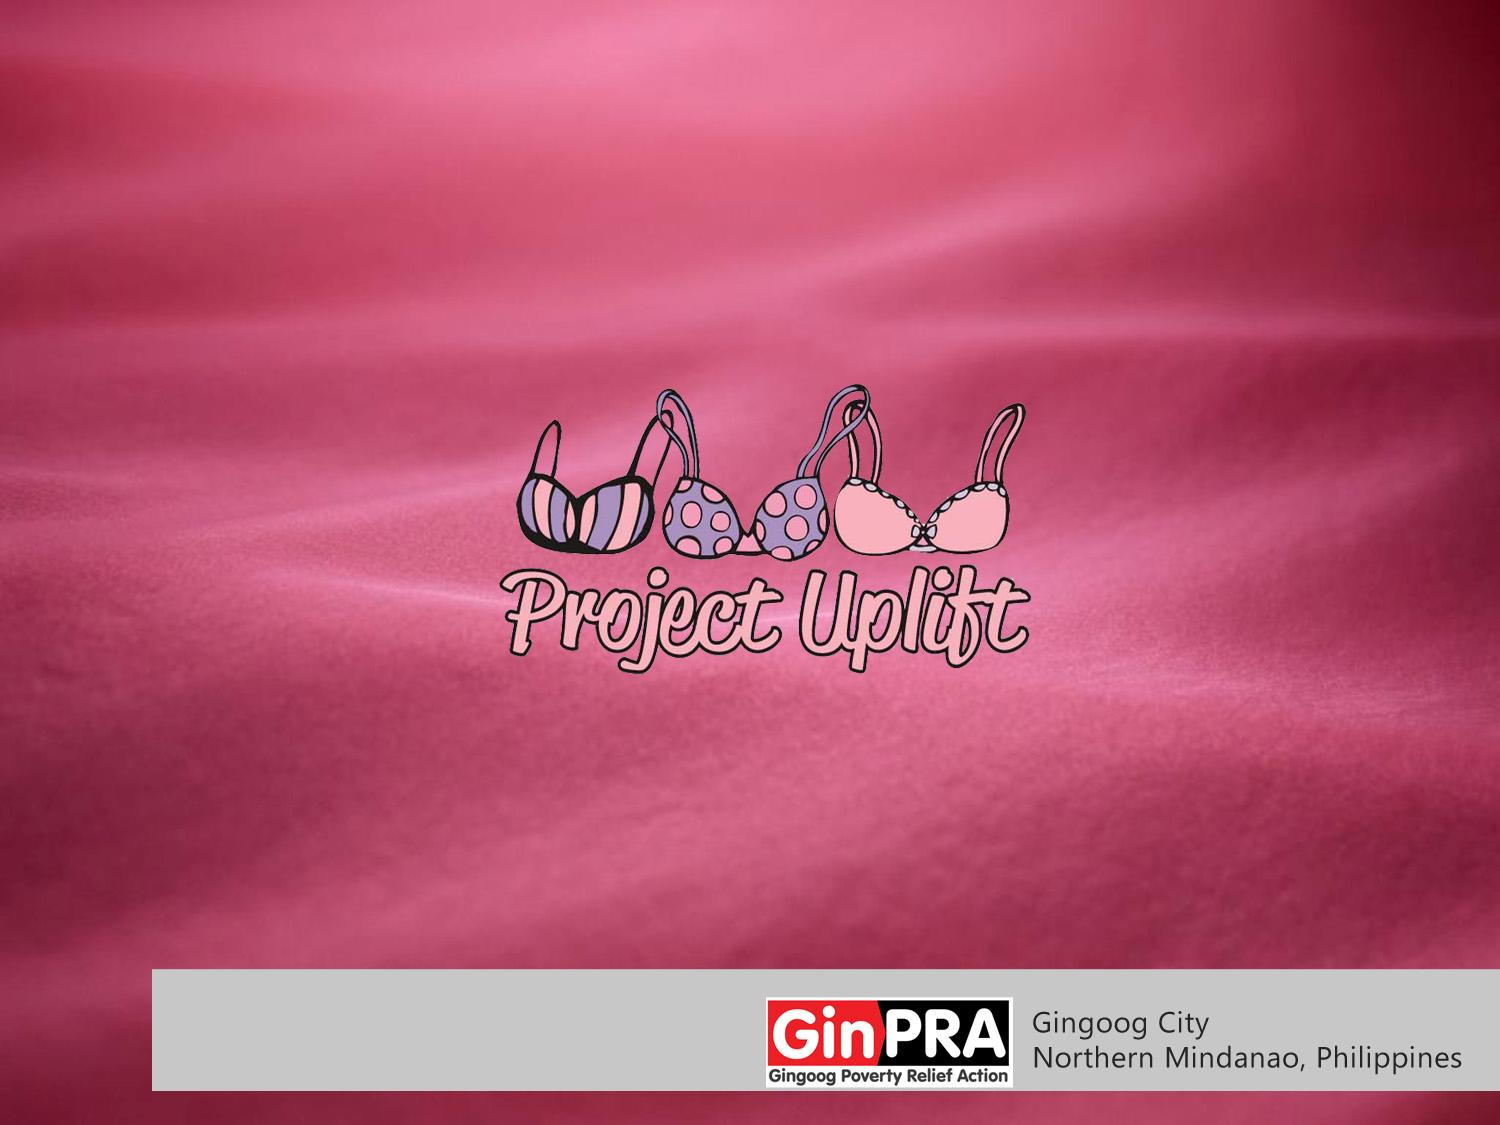 Project Uplift
GinPRA
Gingoog Poverty Relief Action
Gingoog City
Northern Mindanao, Philippines